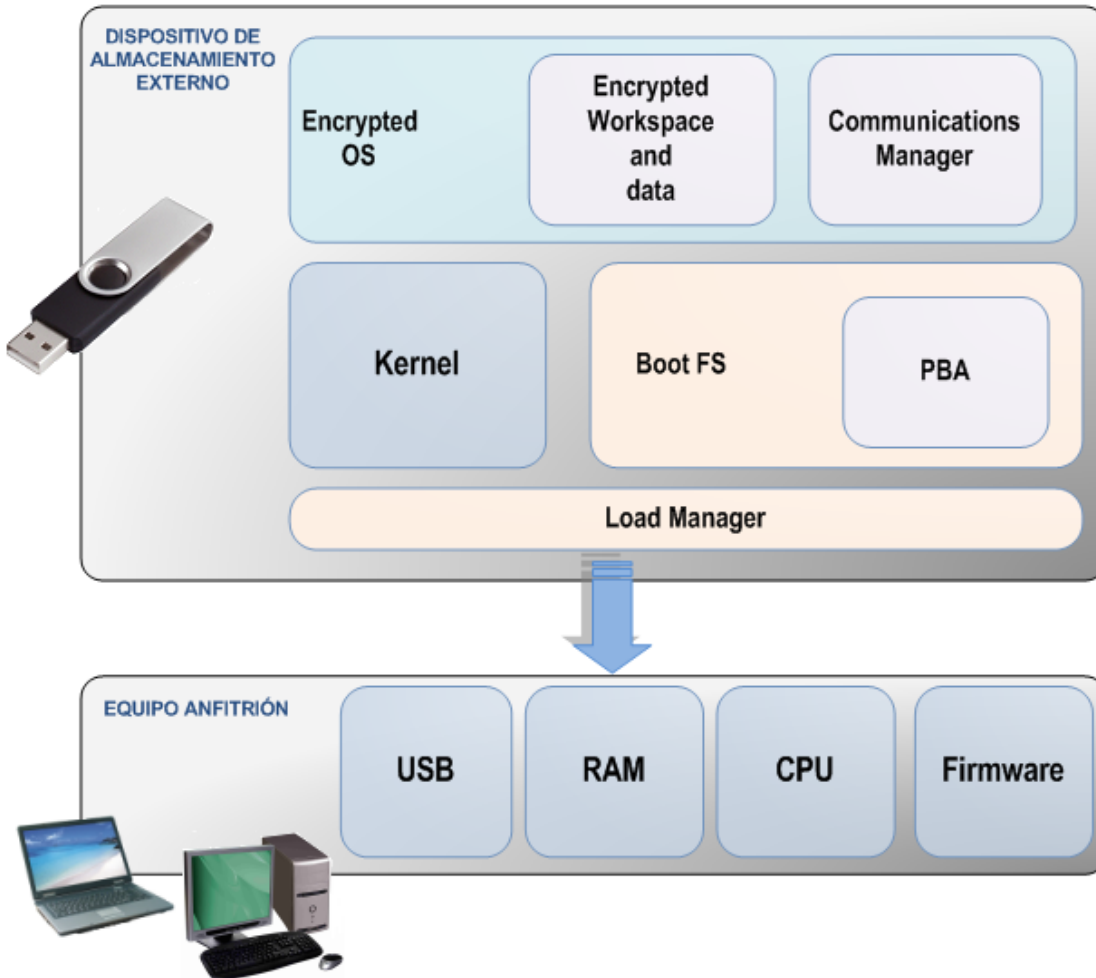 DISPOSITIVO DE
ALMACENAMIENTO
EXTERNO
Encrypted
OS
Encrypted
Workspace
and
data
Communications
Manager
Kernel
Boot FS
PBA
Load Manager
EQUIPO ANFITRIÓN
USB
RAM
CPU
Firmware